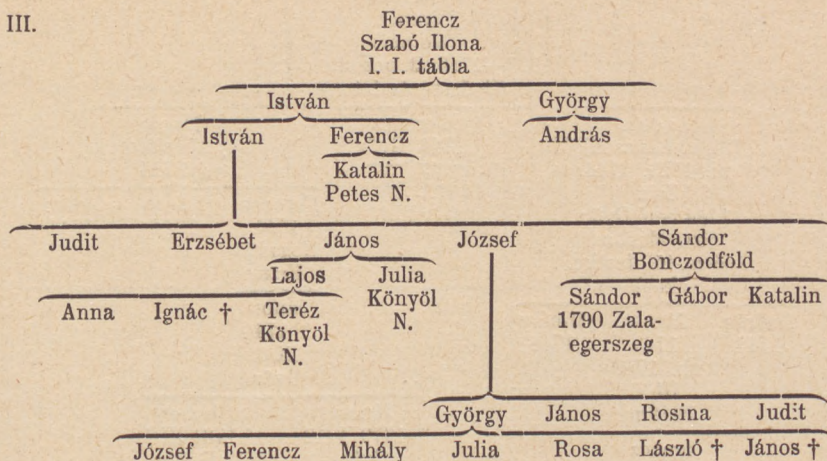 III.
Ferencz
Szabó Ilona
l. I. tábla
István György
István Ferencz András
Katalin
Petes N.
Judit Erzsébet János József Sándor
Bonczodföld
Lajos Julia
Könyöl
N.
Sándor Gábor Katalin
1790 Zala-
egerszeg
Anna Ignác † Teréz
Könyöl
N.
György János Rosina Judit
József Ferencz Mihály Julia Rosa László † János †